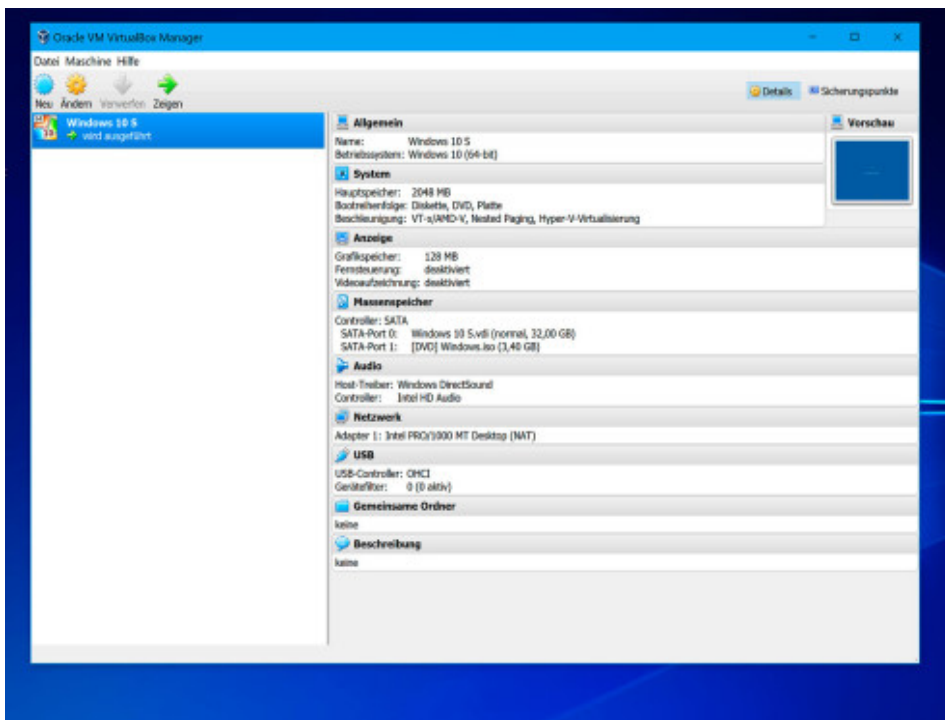 Oracle VM VirtualBox Manager
Datei Maschine Hilfe
Neu Ändern Verwerfen Zeigen
Details Sicherungspunkte
Windows 10 S
wird ausgeführt
Allgemein
Name: Windows 10 S
Betriebssystem: Windows 10 (64-bit)
System
Hauptspeicher: 2048 MB
Bootreihenfolge: Diskette, DVD, Platte
Beschleunigung: VT-x/AMD-V, Nested Paging, Hyper-V-Virtualisierung
Anzeige
Grafikspeicher: 128 MB
Fernsteuerung: deaktiviert
Videoaufzeichnung: deaktiviert
Massenspeicher
Controller: SATA
SATA-Port 0: Windows 10 S.vdi (normal, 32,00 GB)
SATA-Port 1: [DVD] Windows.iso (3,40 GB)
Audio
Host-Treiber: Windows DirectSound
Controller: Intel HD Audio
Netzwerk
Adapter 1: Intel PRO/1000 MT Desktop (NAT)
USB
USB-Controller: OHCI
Gerätefilter: 0 (0 aktiv)
Gemeinsame Ordner
keine
Beschreibung
keine
Vorschau